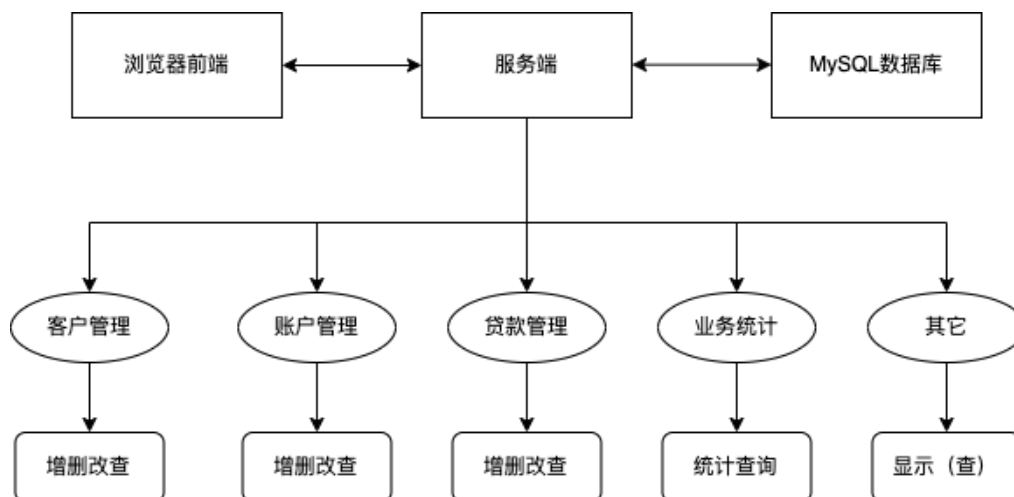 浏览器前端
服务端
MySQL数据库
客户管理
账户管理
贷款管理
业务统计
其它
增删改查
增删改查
增删改查
统计查询
显示（查）